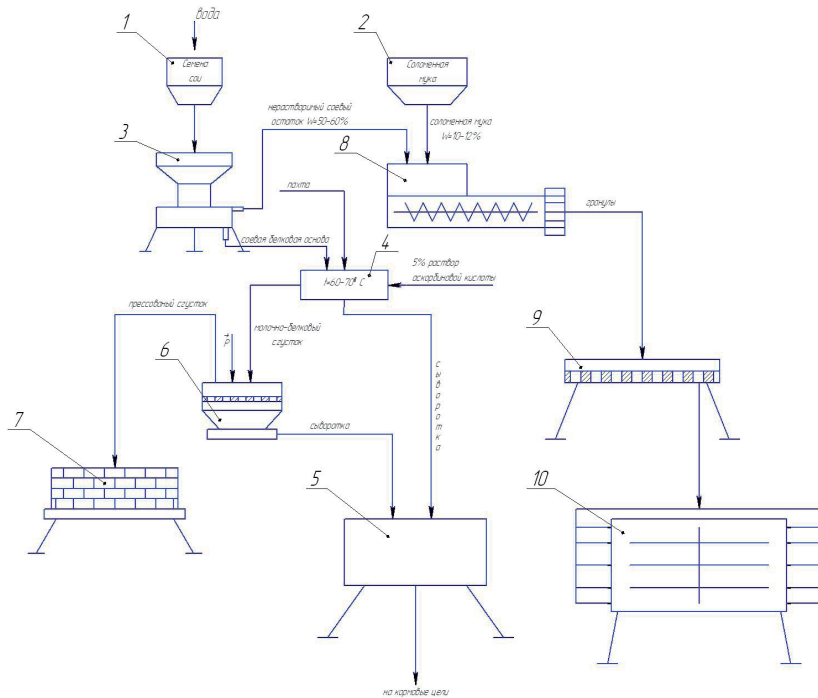 вода
1
2
Семена
сои
Соломенная
мука
нерастворимый соевый
остаток W=50-60%
соломенная мука
W=10-12%
3
8
пахта
гранулы
соевая белковая основа
4
5% раствор
аскорбиновой кислоты
t=60-70° С
прессованый сгусток
молочно-белковый
сгусток
P
6
сыворотка
9
7
сыворотка
5
10
на кормовые цели